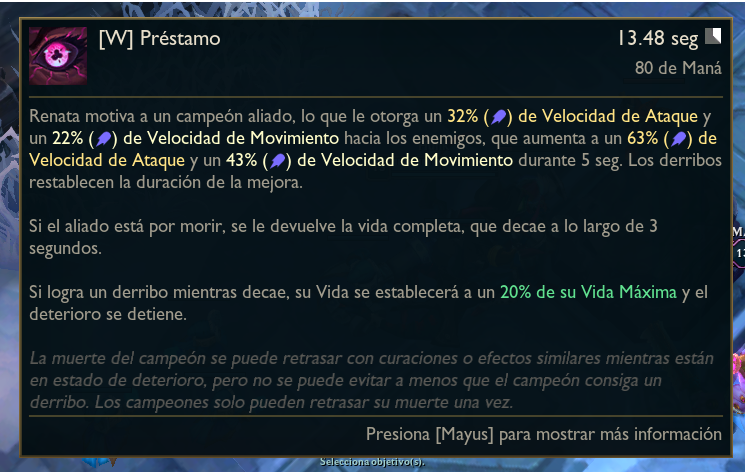 [W] Préstamo
13.48 seg
80 de Maná
Renata motiva a un campeón aliado, lo que le otorga un 32% () de Velocidad de Ataque y
un 22% () de Velocidad de Movimiento hacia los enemigos, que aumenta a un 63% () de
Velocidad de Ataque y un 43% () de Velocidad de Movimiento durante 5 seg. Los derribos
restablecen la duración de la mejora.
Si el aliado está por morir, se le devuelve la vida completa, que decae a lo largo de 3
segundos.
Si logra un derribo mientras decae, su Vida se establecerá a un 20% de su Vida Máxima y el
deterioro se detiene.
La muerte del campeón se puede retrasar con curaciones o efectos similares mientras están
en estado de deterioro, pero no se puede evitar a menos que el campeón consiga un
derribo. Los campeones solo pueden retrasar su muerte una vez.
Presiona [Mayus] para mostrar más información
Selecciona objetivo(s).